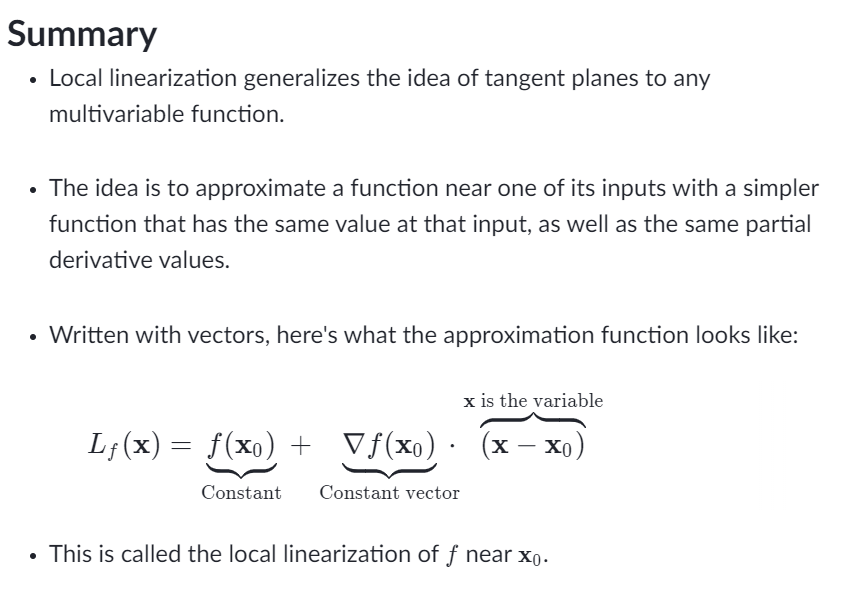 Summary
• Local linearization generalizes the idea of tangent planes to any
multivariable function.
• The idea is to approximate a function near one of its inputs with a simpler
function that has the same value at that input, as well as the same partial
derivative values.
• Written with vectors, here's what the approximation function looks like:
x is the variable
L_f(x) = f(x₀) + ∇f(x₀) · (x − x₀)
Constant Constant vector
• This is called the local linearization of f near x₀.